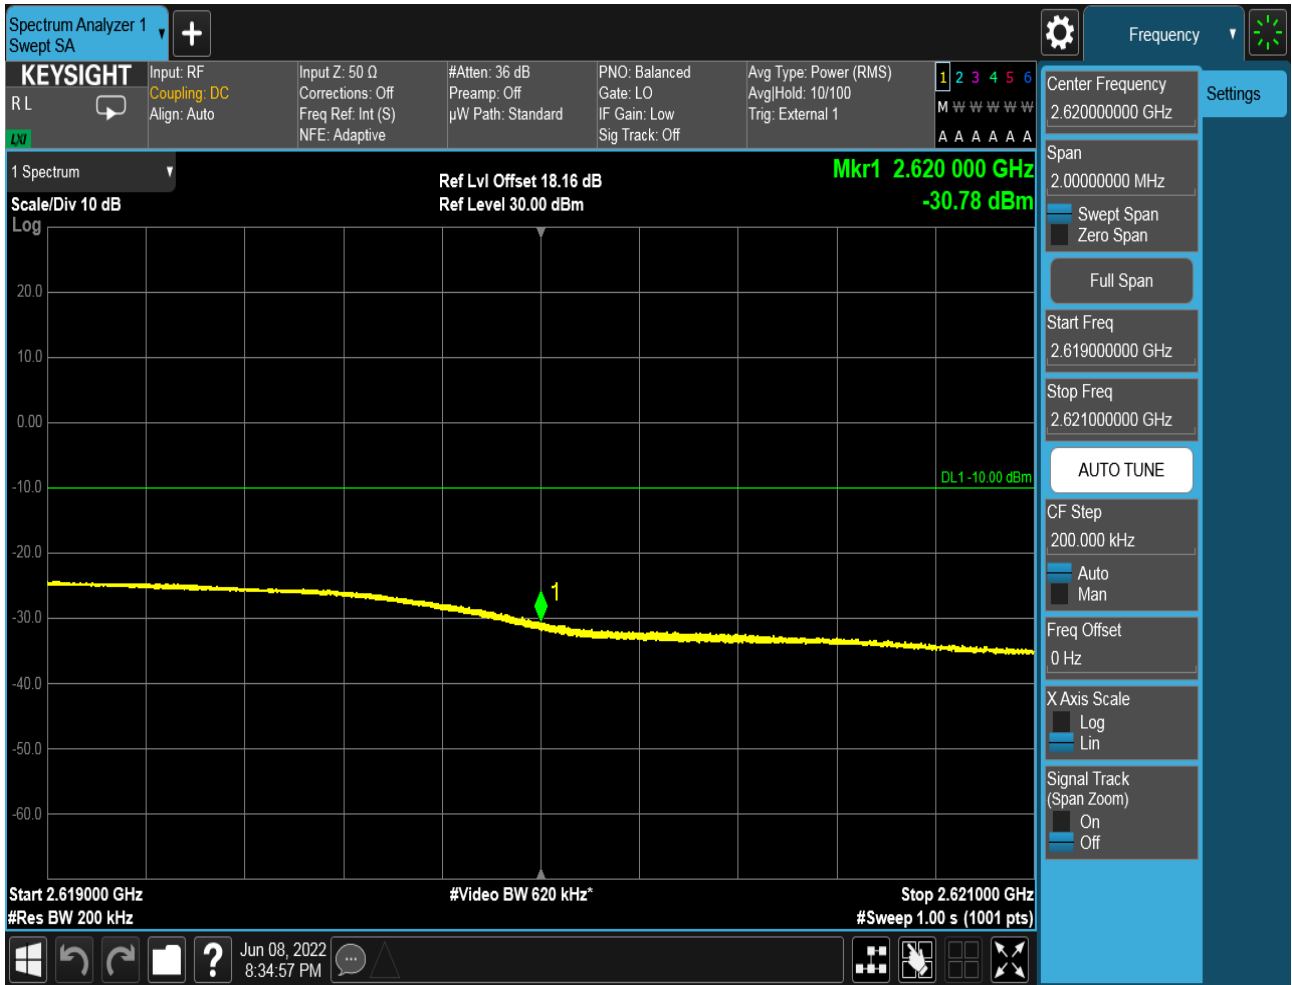 Spectrum Analyzer 1
Swept SA
Frequency
KEYSIGHT
R L
LXI
Input: RF
Coupling: DC
Align: Auto
Input Z: 50 Ω
Corrections: Off
Freq Ref: Int (S)
NFE: Adaptive
#Atten: 36 dB
Preamp: Off
µW Path: Standard
PNO: Balanced
Gate: LO
IF Gain: Low
Sig Track: Off
Avg Type: Power (RMS)
Avg|Hold: 10/100
Trig: External 1
1 2 3 4 5 6
M W W W W W
A A A A A A
Center Frequency
2.620000000 GHz
Settings
1 Spectrum
Scale/Div 10 dB
Log
Ref Lvl Offset 18.16 dB
Ref Level 30.00 dBm
Mkr1 2.620 000 GHz
-30.78 dBm
20.0
10.0
0.00
-10.0
-20.0
-30.0
-40.0
-50.0
-60.0
DL1 -10.00 dBm
1
Start 2.619000 GHz
#Res BW 200 kHz
#Video BW 620 kHz*
Stop 2.621000 GHz
#Sweep 1.00 s (1001 pts)
Span
2.00000000 MHz
Swept Span
Zero Span
Full Span
Start Freq
2.619000000 GHz
Stop Freq
2.621000000 GHz
AUTO TUNE
CF Step
200.000 kHz
Auto
Man
Freq Offset
0 Hz
X Axis Scale
Log
Lin
Signal Track
(Span Zoom)
On
Off
?
Jun 08, 2022
8:34:57 PM